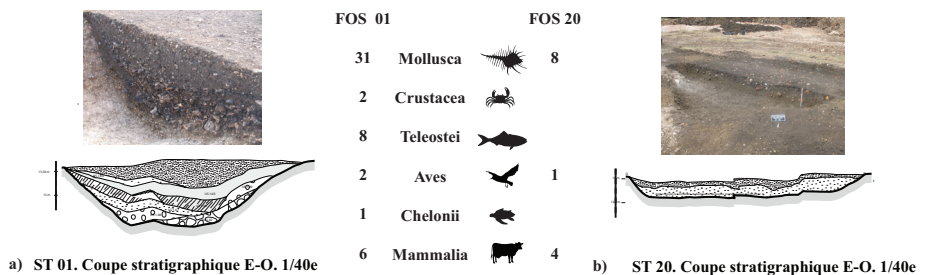 FOS 01 FOS 20
31 Mollusca 8
2 Crustacea
8 Teleostei
2 Aves 1
1 Chelonii
6 Mammalia 4
a) ST 01. Coupe stratigraphique E-O. 1/40e
b) ST 20. Coupe stratigraphique E-O. 1/40e